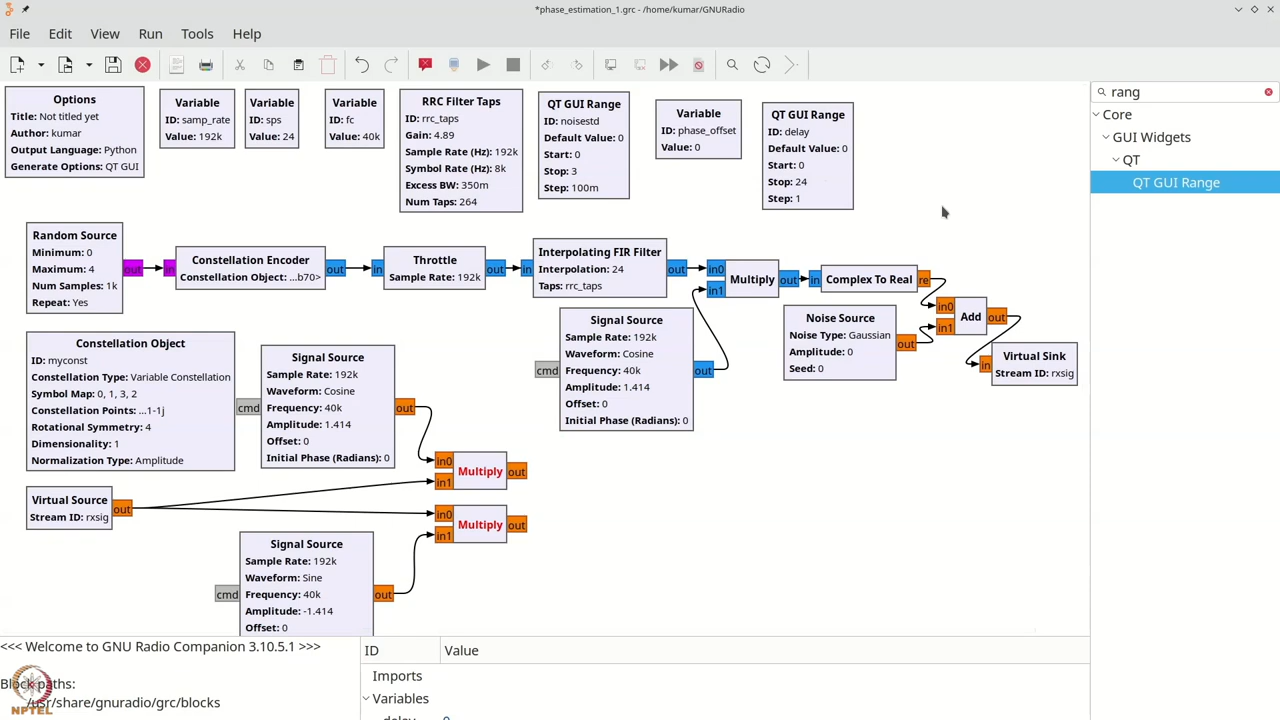 *phase_estimation_1.grc - /home/kumar/GNURadio
File Edit View Run Tools Help
rang
Core
GUI Widgets
QT
QT GUI Range
Options
Title: Not titled yet
Author: kumar
Output Language: Python
Generate Options: QT GUI
Variable
ID: samp_rate
Value: 192k
Variable
ID: sps
Value: 24
Variable
ID: fc
Value: 40k
RRC Filter Taps
ID: rrc_taps
Gain: 4.89
Sample Rate (Hz): 192k
Symbol Rate (Hz): 8k
Excess BW: 350m
Num Taps: 264
QT GUI Range
ID: noisestd
Default Value: 0
Start: 0
Stop: 3
Step: 100m
Variable
ID: phase_offset
Value: 0
QT GUI Range
ID: delay
Default Value: 0
Start: 0
Stop: 24
Step: 1
Random Source
Minimum: 0
Maximum: 4
Num Samples: 1k
Repeat: Yes
out
in
Constellation Encoder
Constellation Object: ...b70>
out
in
Throttle
Sample Rate: 192k
out
in
Interpolating FIR Filter
Interpolation: 24
Taps: rrc_taps
out
in0
in1
Multiply
out
in
Complex To Real
re
Signal Source
Sample Rate: 192k
Waveform: Cosine
Frequency: 40k
Amplitude: 1.414
Offset: 0
Initial Phase (Radians): 0
cmd
out
Noise Source
Noise Type: Gaussian
Amplitude: 0
Seed: 0
out
in0
in1
Add
out
in
Virtual Sink
Stream ID: rxsig
Constellation Object
ID: myconst
Constellation Type: Variable Constellation
Symbol Map: 0, 1, 3, 2
Constellation Points: ...1-1j
Rotational Symmetry: 4
Dimensionality: 1
Normalization Type: Amplitude
Signal Source
Sample Rate: 192k
Waveform: Cosine
Frequency: 40k
Amplitude: 1.414
Offset: 0
Initial Phase (Radians): 0
cmd
out
in0
in1
Multiply
out
Virtual Source
Stream ID: rxsig
out
in0
in1
Multiply
out
Signal Source
Sample Rate: 192k
Waveform: Sine
Frequency: 40k
Amplitude: -1.414
Offset: 0
cmd
out
<<< Welcome to GNU Radio Companion 3.10.5.1 >>>
Block paths:
/usr/share/gnuradio/grc/blocks
NPTEL
ID Value
Imports
Variables
delay 0